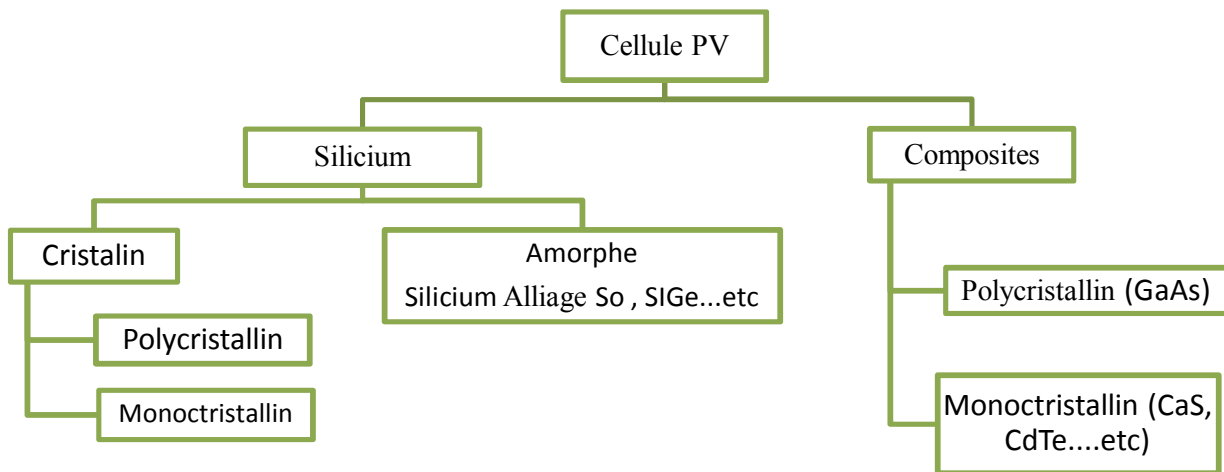 Cellule PV
Silicium
Composites
Cristalin
Amorphe
Silicium Alliage So , SIGe...etc
Polycristallin
Monoctristallin
Polycristallin (GaAs)
Monoctristallin (CaS,
CdTe....etc)